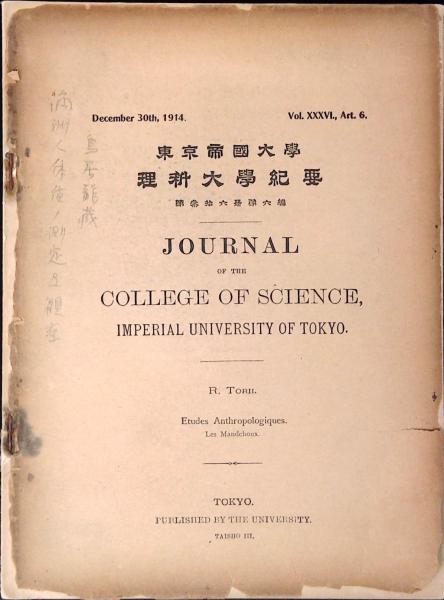 December 30th, 1914.
Vol. XXXVI., Art. 6.
東京帝國大學
理科大學紀要
第參拾六册第六編
JOURNAL
OF THE
COLLEGE OF SCIENCE,
IMPERIAL UNIVERSITY OF TOKYO.
R. TORII.
Etudes Anthropologiques.
Les Mandchoux.
TOKYO.
PUBLISHED BY THE UNIVERSITY.
TAISHO III.
鳥居龍蔵